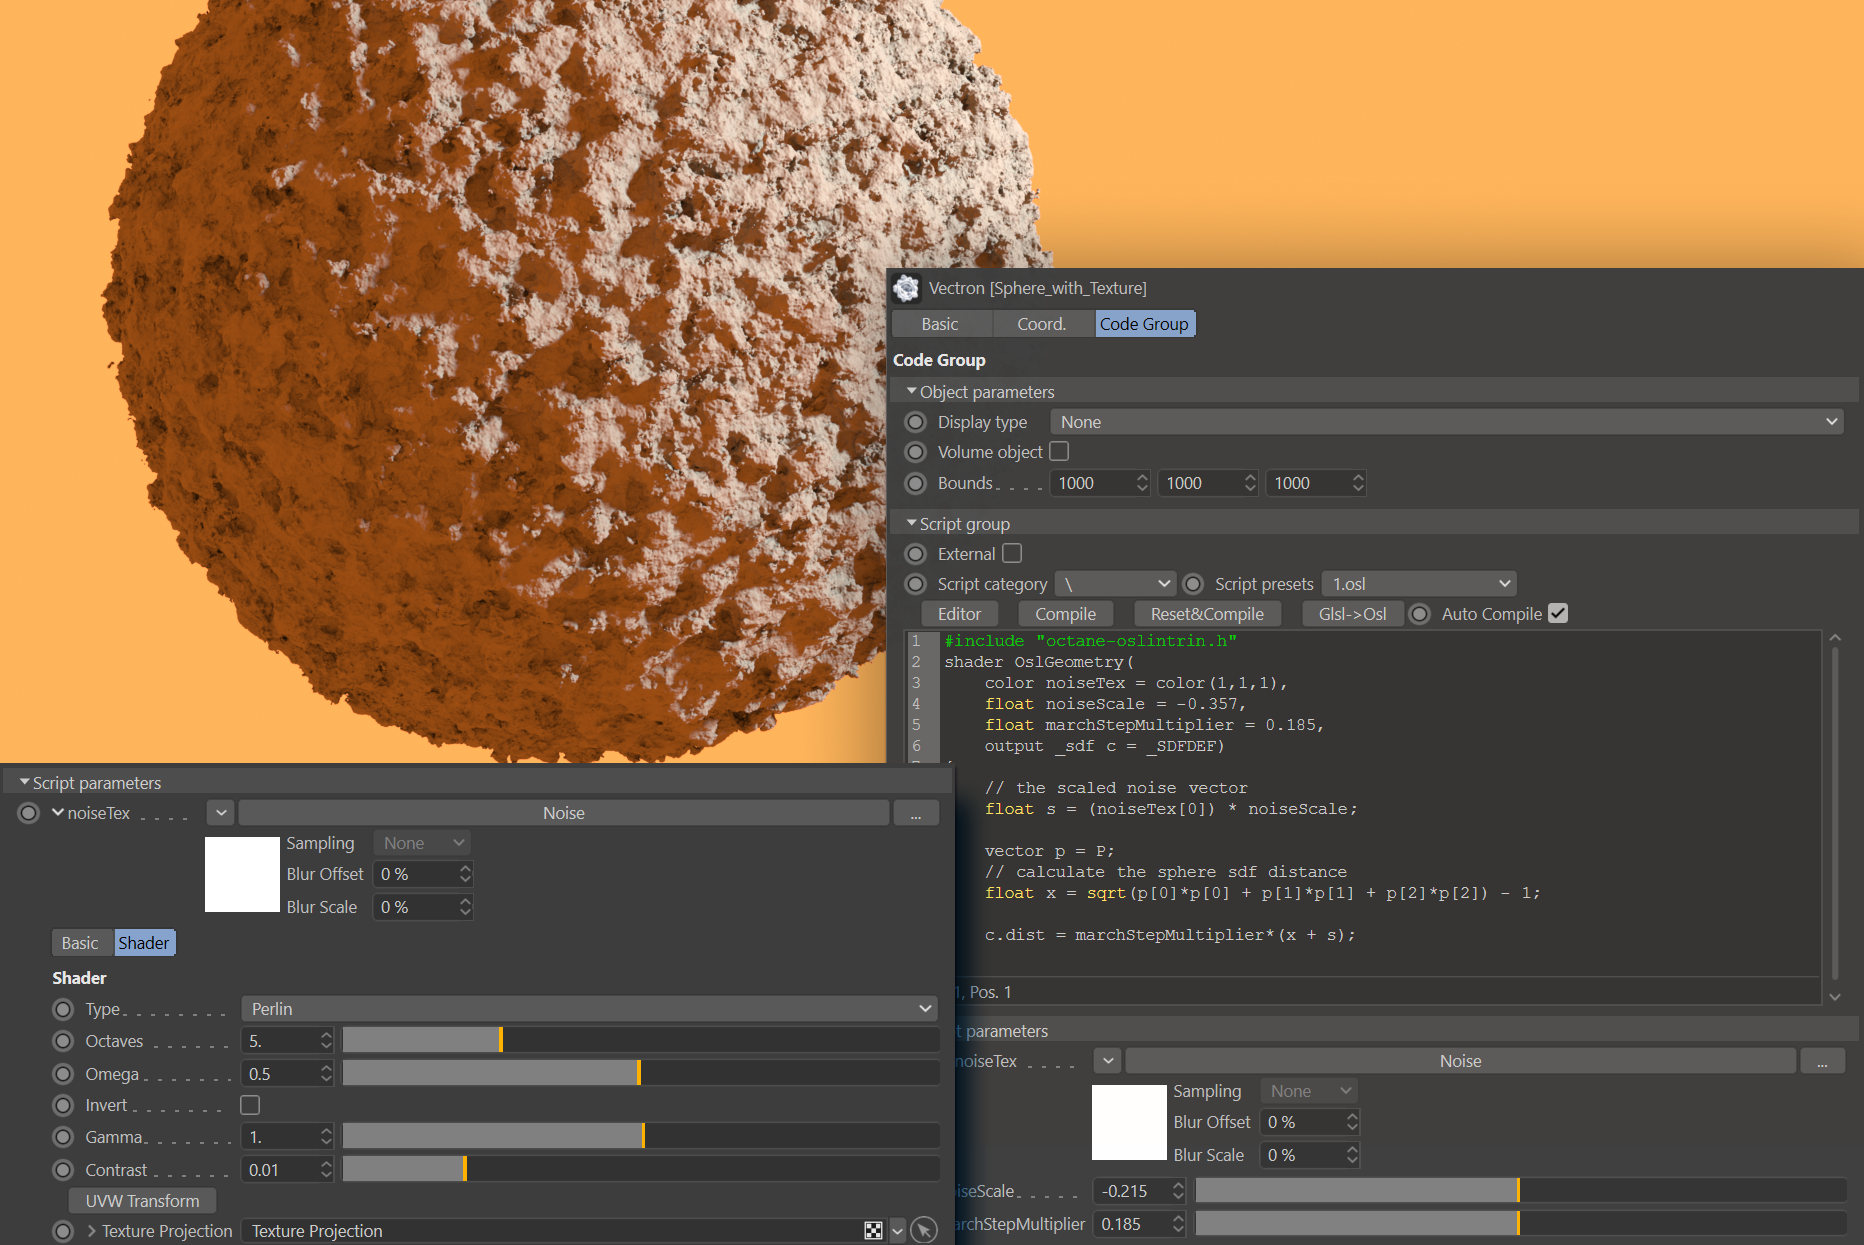 Vectron [Sphere_with_Texture]
Basic Coord. Code Group
Code Group
Object parameters
Display type None
Volume object
Bounds 1000 1000 1000
Script group
External
Script category \ Script presets 1.osl
Editor Compile Reset&Compile Glsl->Osl Auto Compile
1 #include "octane-oslintrin.h"
2 shader OslGeometry(
3 color noiseTex = color(1,1,1),
4 float noiseScale = -0.357,
5 float marchStepMultiplier = 0.185,
6 output _sdf c = _SDFDEF)
// the scaled noise vector
float s = (noiseTex[0]) * noiseScale;
vector p = P;
// calculate the sphere sdf distance
float x = sqrt(p[0]*p[0] + p[1]*p[1] + p[2]*p[2]) - 1;
c.dist = marchStepMultiplier*(x + s);
1, Pos. 1
t parameters
noiseTex Noise ...
Sampling None
Blur Offset 0 %
Blur Scale 0 %
iseScale -0.215
archStepMultiplier 0.185
Script parameters
noiseTex Noise ...
Sampling None
Blur Offset 0 %
Blur Scale 0 %
Basic Shader
Shader
Type Perlin
Octaves 5.
Omega 0.5
Invert
Gamma 1.
Contrast 0.01
UVW Transform
Texture Projection Texture Projection